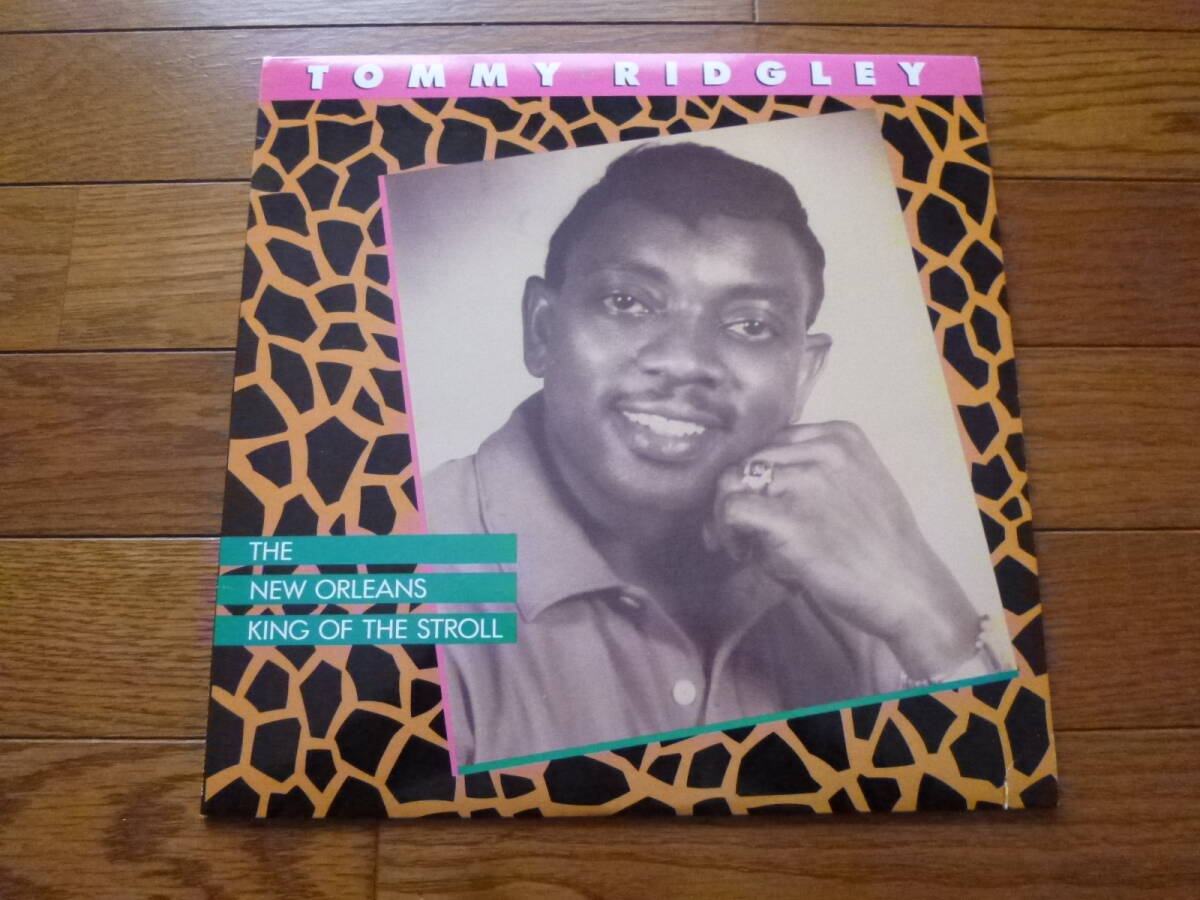 TOMMY RIDGLEY
THE
NEW ORLEANS
KING OF THE STROLL